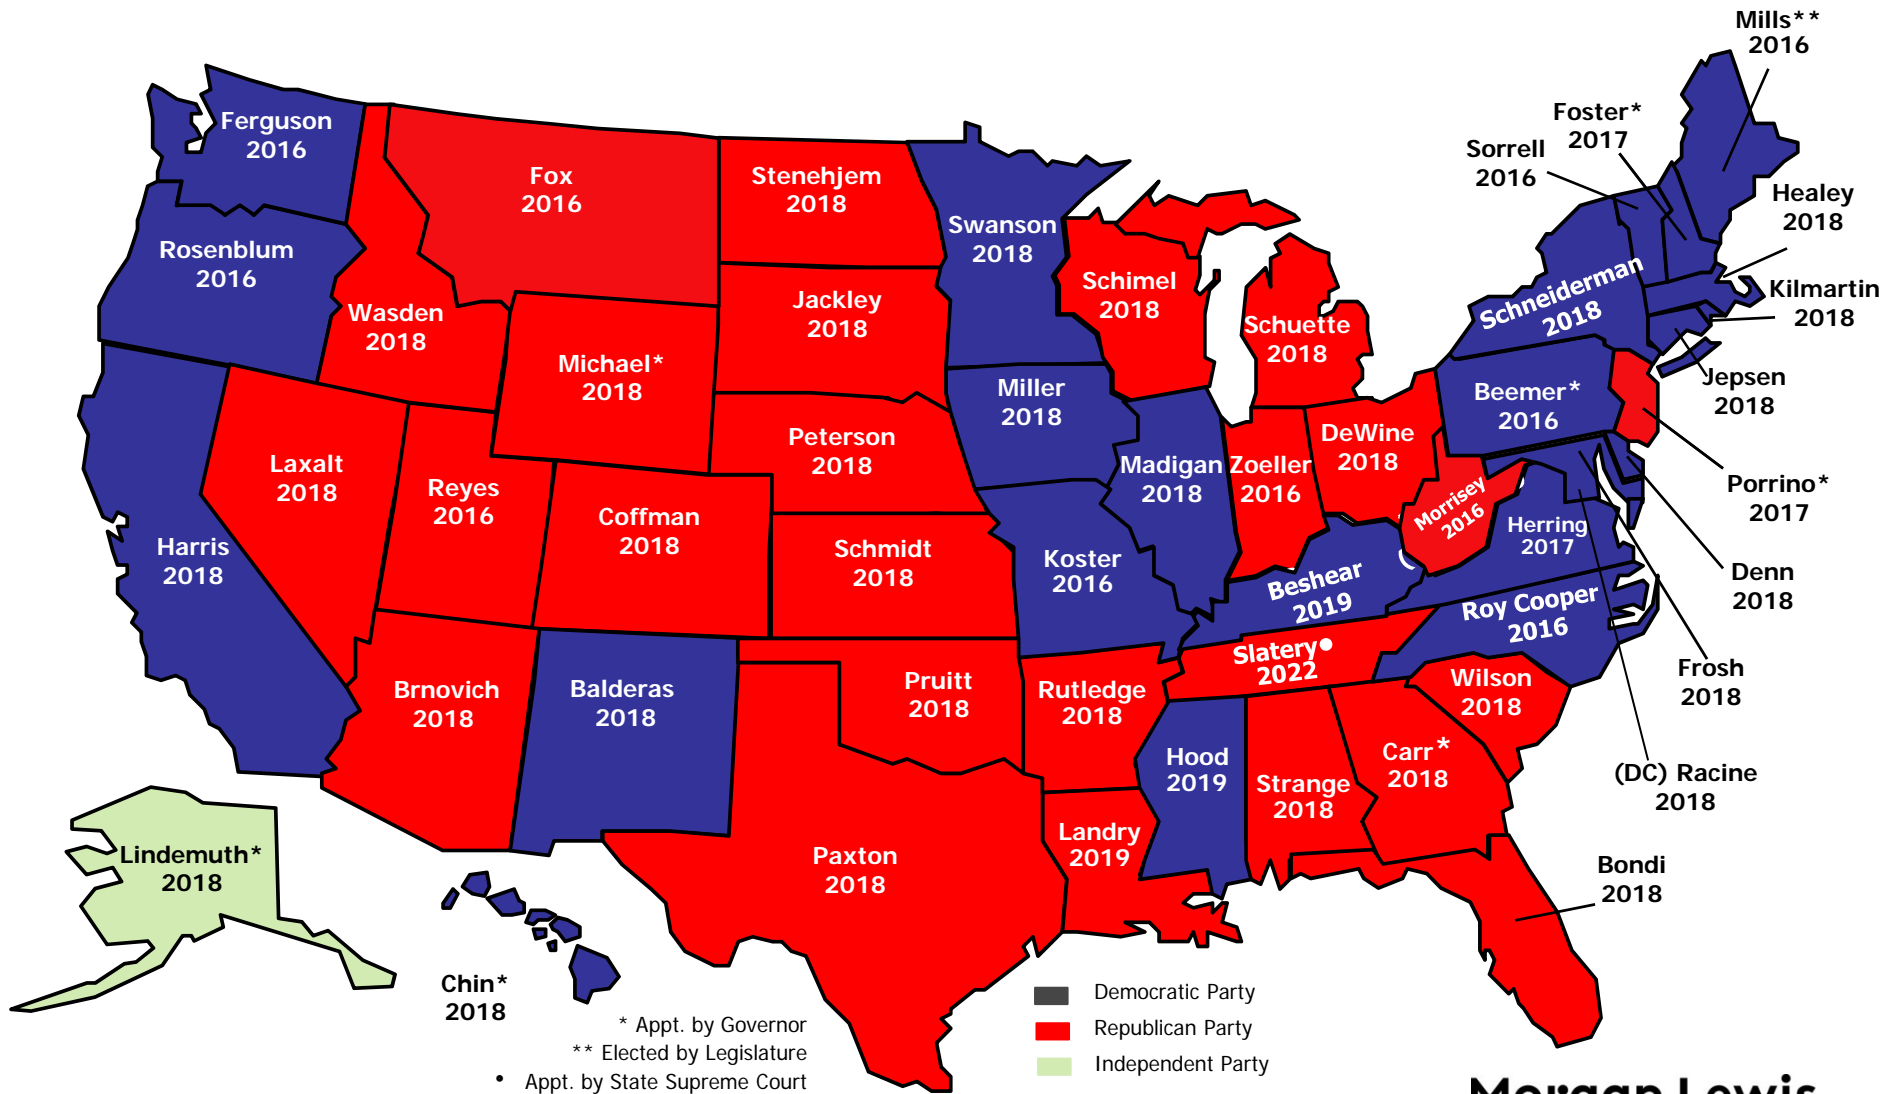 Mills**
2016
Foster*
2017
Sorrell
2016
Healey
2018
Kilmartin
2018
Jepsen
2018
Porrino*
2017
Denn
2018
Frosh
2018
(DC) Racine
2018
Bondi
2018
Ferguson
2016
Rosenblum
2016
Harris
2018
Wasden
2018
Laxalt
2018
Fox
2016
Michael*
2018
Reyes
2016
Coffman
2018
Brnovich
2018
Balderas
2018
Stenehjem
2018
Jackley
2018
Peterson
2018
Schmidt
2018
Pruitt
2018
Paxton
2018
Swanson
2018
Miller
2018
Koster
2016
Rutledge
2018
Landry
2019
Schimel
2018
Madigan
2018
Schuette
2018
Zoeller
2016
DeWine
2018
Beshear
2019
Slatery●
2022
Hood
2019
Strange
2018
Carr*
2018
Wilson
2018
Roy Cooper
2016
Herring
2017
Morrisey
2016
Beemer*
2016
Schneiderman
2018
Lindemuth*
2018
Chin*
2018
* Appt. by Governor
** Elected by Legislature
• Appt. by State Supreme Court
Democratic Party
Republican Party
Independent Party
Morgan Lewis